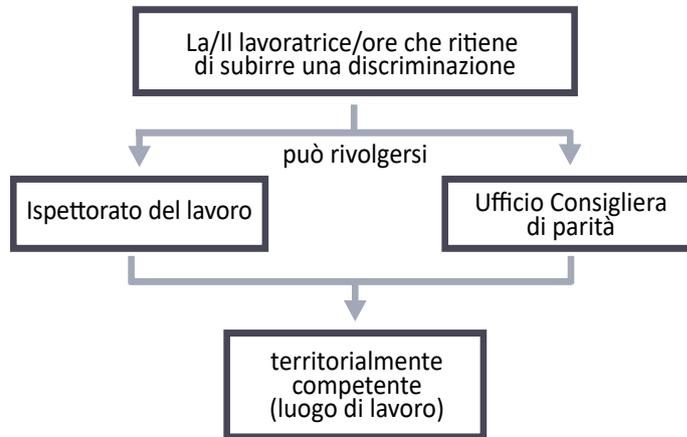 La/Il lavoratrice/ore che ritiene
di subirre una discriminazione
può rivolgersi
Ispettorato del lavoro
Ufficio Consigliera
di parità
territorialmente
competente
(luogo di lavoro)